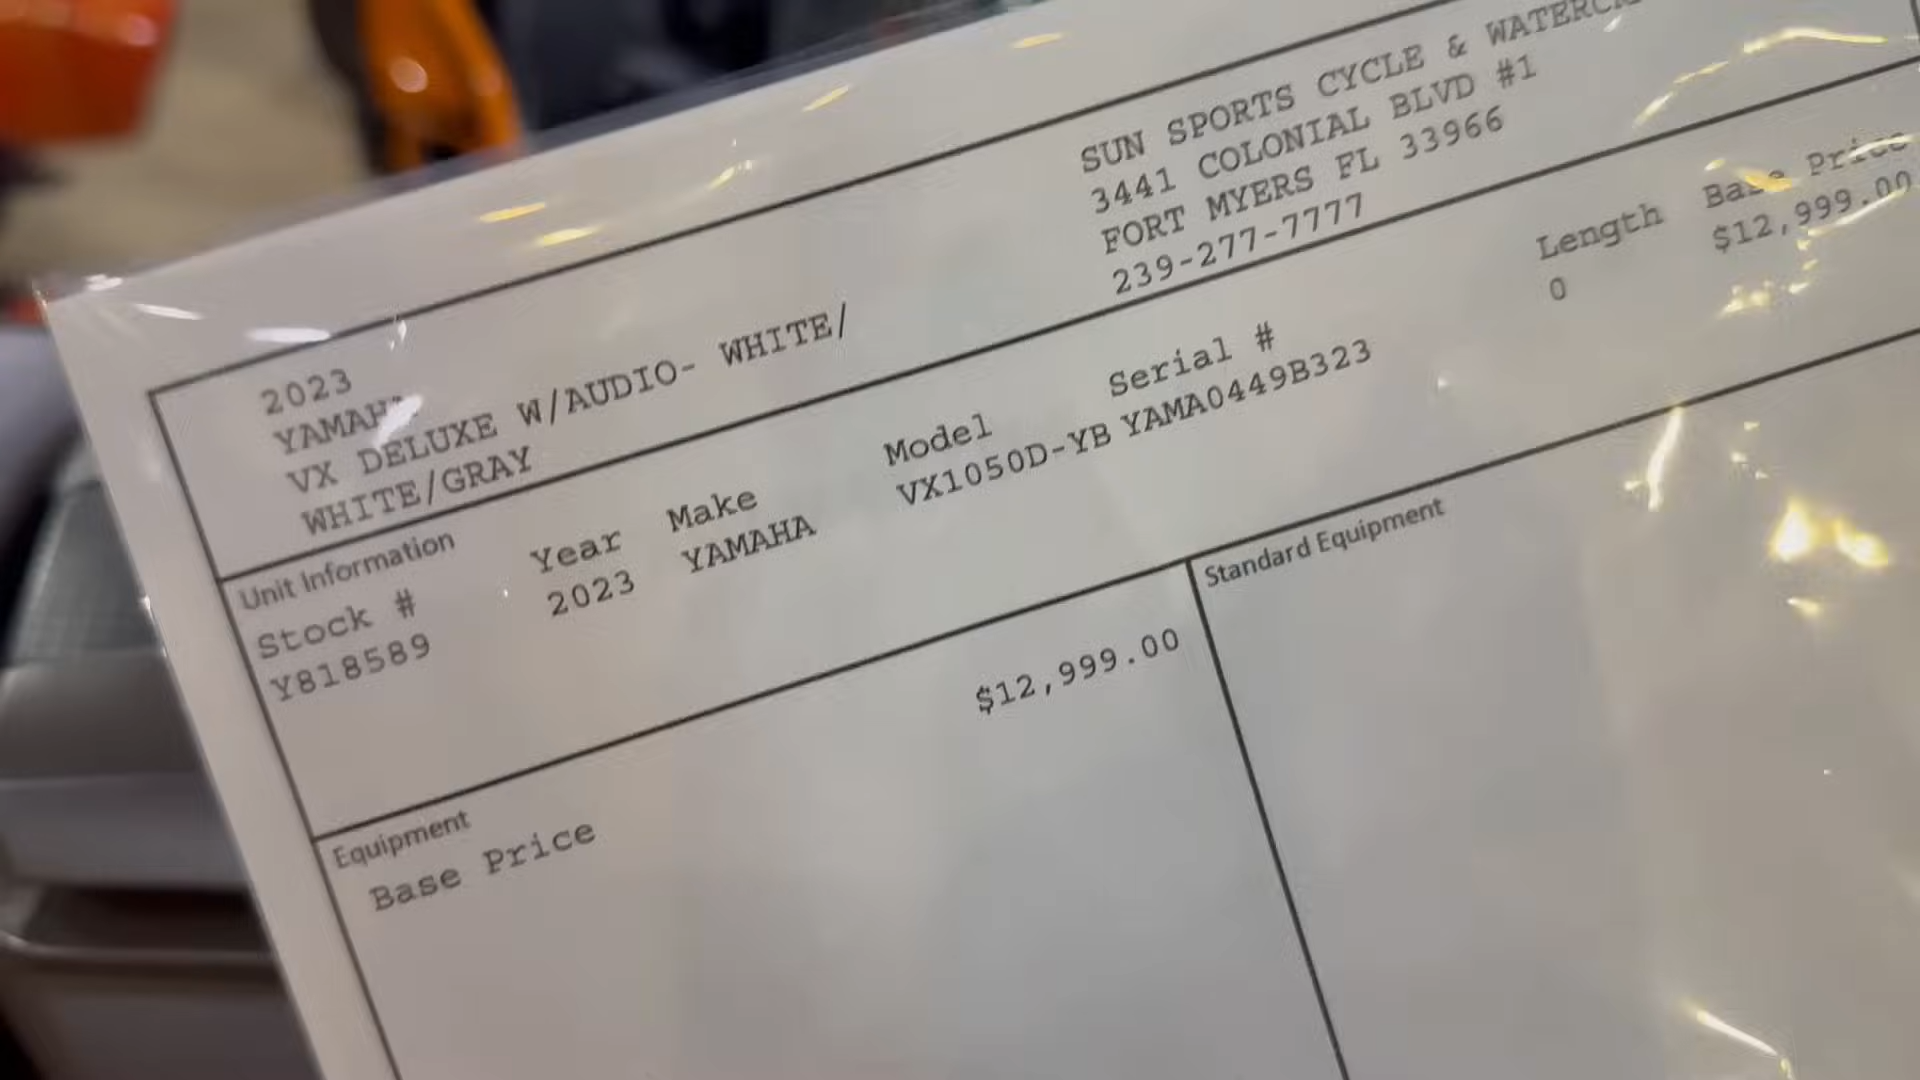 SUN SPORTS CYCLE & WATERCR
3441 COLONIAL BLVD #1
FORT MYERS FL 33966
239-277-7777
2023
YAMAHA
VX DELUXE W/AUDIO- WHITE/
WHITE/GRAY
Unit Information
Stock # Year Make Model Serial # Length Base Price
Y818589 2023 YAMAHA VX1050D-YB YAMA0449B323 0 $12,999.00
Equipment
$12,999.00
Base Price
Standard Equipment